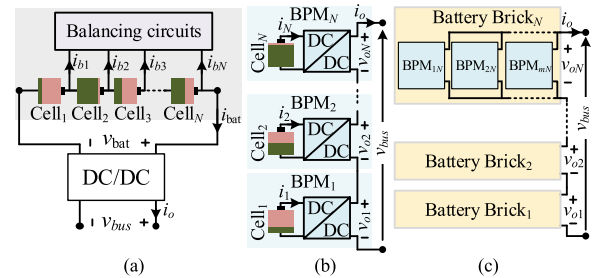 Balancing circuits
i_b1 i_b2 i_b3 i_bN
Cell_1 Cell_2 Cell_3 Cell_N i_bat
− v_bat +
DC/DC
− v_bus + i_o
(a)
BPM_N i_o
i_N
Cell_N DC DC + v_oN −
BPM_2
i_2
Cell_2 DC DC + v_o2 −
v_bus
BPM_1
i_1
Cell_1 DC DC + v_o1 −
(b)
Battery Brick_N i_o
BPM_1N BPM_2N BPM_mN + v_oN −
v_bus
Battery Brick_2 + v_o2 −
Battery Brick_1 + v_o1 −
(c)